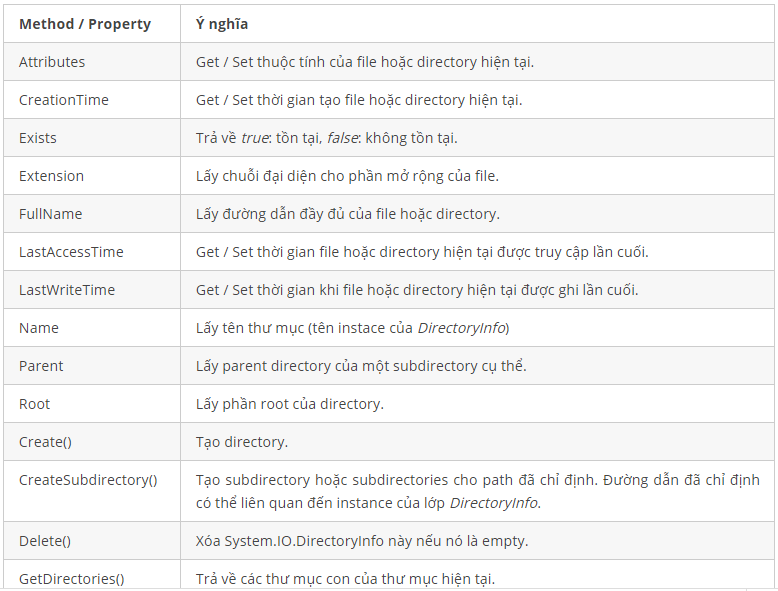 Method / Property Ý nghĩa
Attributes Get / Set thuộc tính của file hoặc directory hiện tại.
CreationTime Get / Set thời gian tạo file hoặc directory hiện tại.
Exists Trả về true: tồn tại, false: không tồn tại.
Extension Lấy chuỗi đại diện cho phần mở rộng của file.
FullName Lấy đường dẫn đầy đủ của file hoặc directory.
LastAccessTime Get / Set thời gian file hoặc directory hiện tại được truy cập lần cuối.
LastWriteTime Get / Set thời gian khi file hoặc directory hiện tại được ghi lần cuối.
Name Lấy tên thư mục (tên instace của DirectoryInfo)
Parent Lấy parent directory của một subdirectory cụ thể.
Root Lấy phần root của directory.
Create() Tạo directory.
CreateSubdirectory() Tạo subdirectory hoặc subdirectories cho path đã chỉ định. Đường dẫn đã chỉ định
có thể liên quan đến instance của lớp DirectoryInfo.
Delete() Xóa System.IO.DirectoryInfo này nếu nó là empty.
GetDirectories() Trả về các thư mục con của thư mục hiện tại.